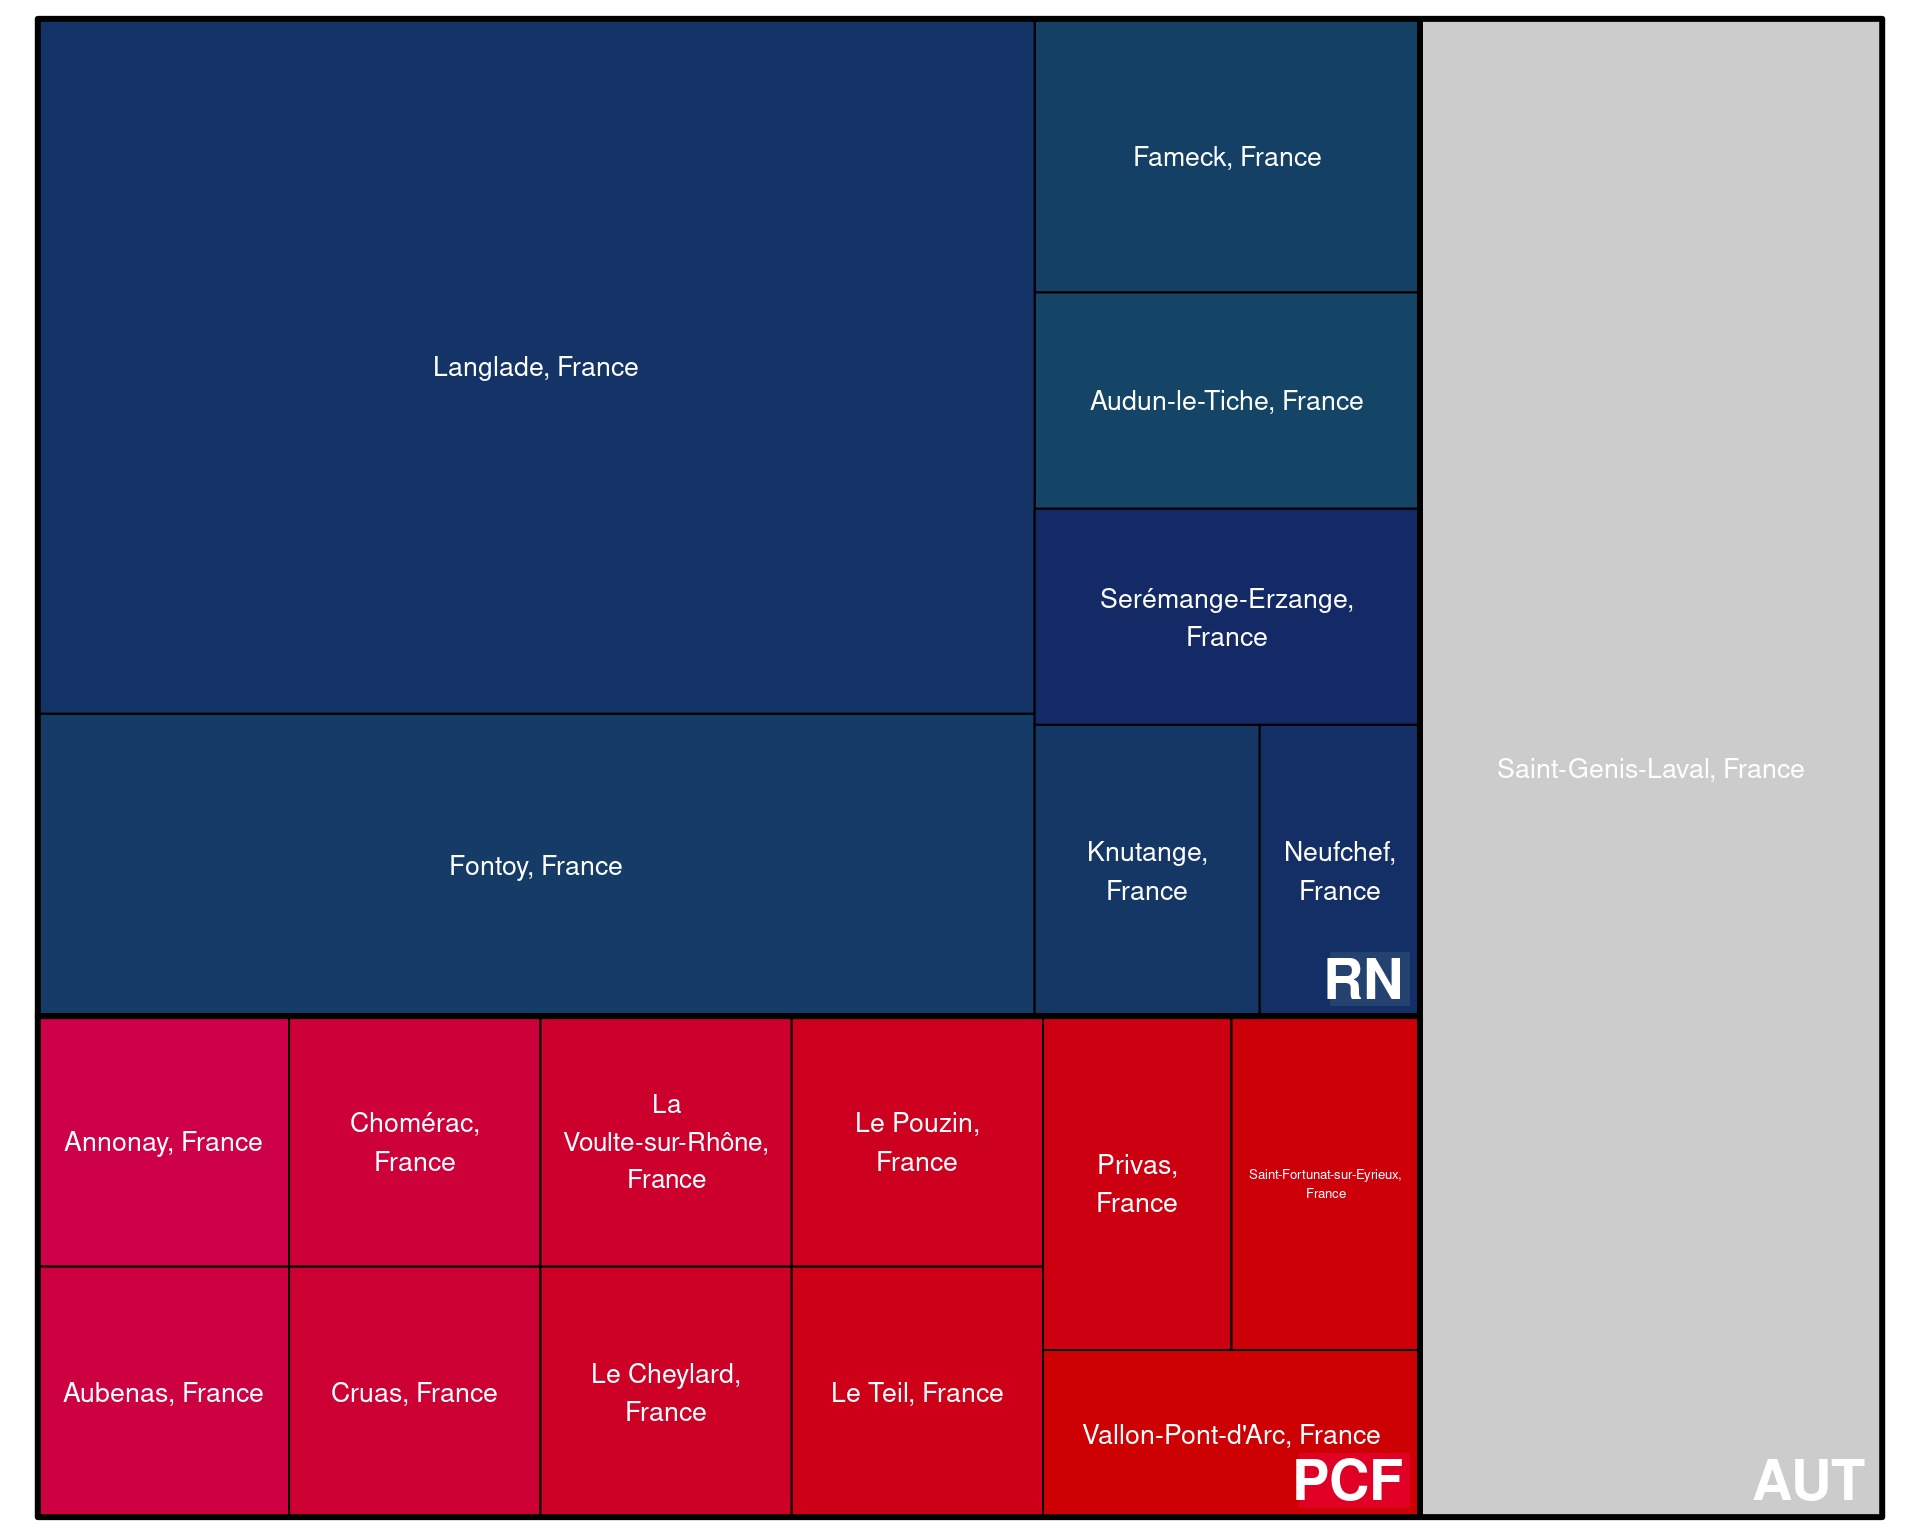 Langlade, France
Fameck, France
Audun-le-Tiche, France
Serémange-Erzange,
France
Fontoy, France
Knutange,
France
Neufchef,
France
RN
Annonay, France
Chomérac,
France
La
Voulte-sur-Rhône,
France
Le Pouzin,
France
Privas,
France
Saint-Fortunat-sur-Eyrieux,
France
Aubenas, France
Cruas, France
Le Cheylard,
France
Le Teil, France
Vallon-Pont-d'Arc, France
PCF
Saint-Genis-Laval, France
AUT